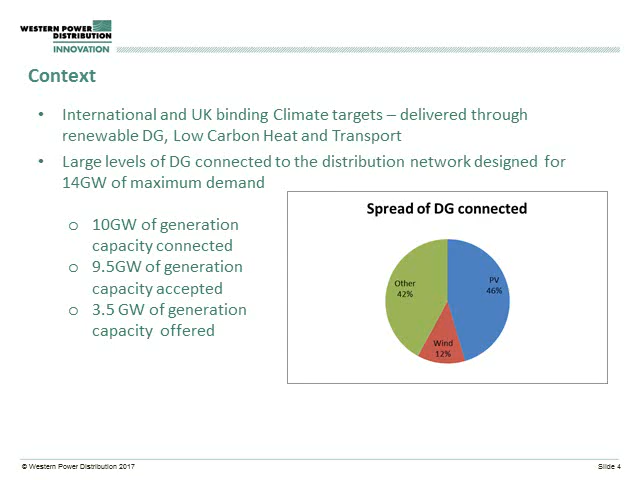 WESTERN POWER
DISTRIBUTION
INNOVATION
Context
• International and UK binding Climate targets – delivered through
renewable DG, Low Carbon Heat and Transport
• Large levels of DG connected to the distribution network designed for
14GW of maximum demand
o 10GW of generation
capacity connected
o 9.5GW of generation
capacity accepted
o 3.5 GW of generation
capacity offered
Spread of DG connected
Other
42%
PV
46%
Wind
12%
© Western Power Distribution 2017
Slide 4